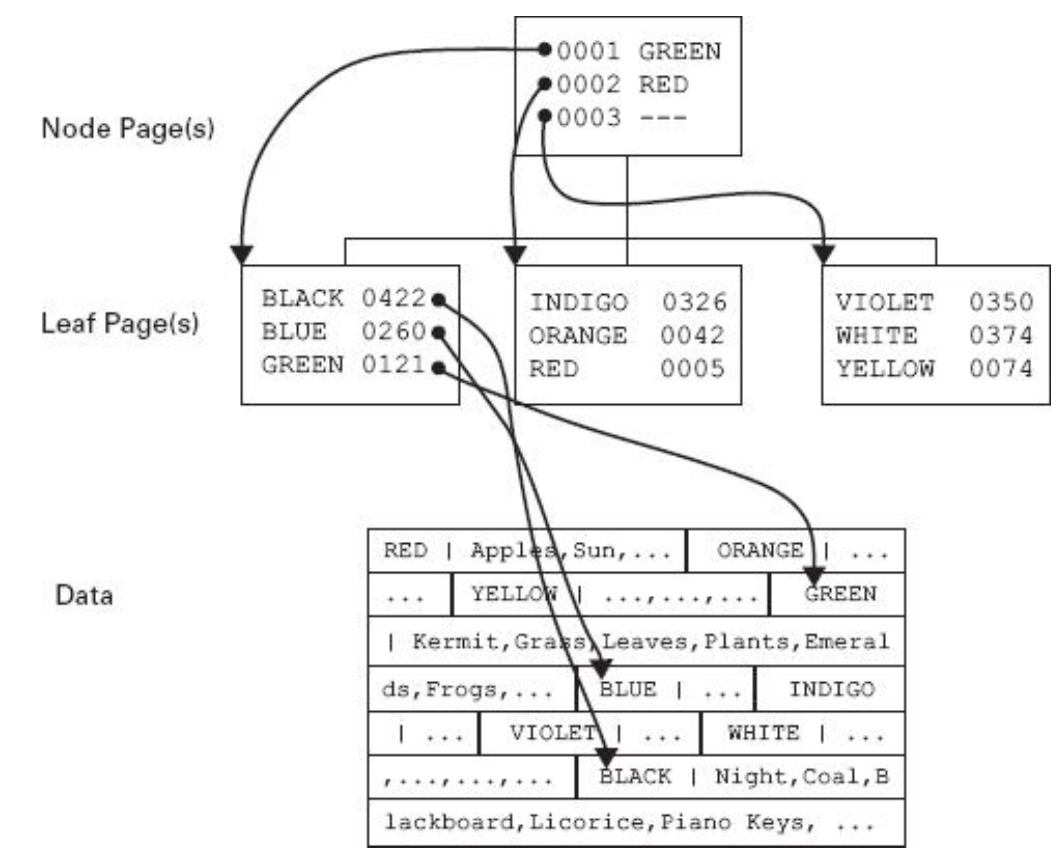 0001 GREEN
0002 RED
0003 ---
Node Page(s)
Leaf Page(s)
BLACK 0422
BLUE 0260
GREEN 0121
INDIGO 0326
ORANGE 0042
RED 0005
VIOLET 0350
WHITE 0374
YELLOW 0074
Data
RED | Apples,Sun,... ORANGE | ...
... YELLOW | ...,...,... GREEN
| Kermit,Grass,Leaves,Plants,Emeral
ds,Frogs,... BLUE | ... INDIGO
| ... VIOLET | ... WHITE | ...
,...,...,... BLACK | Night,Coal,B
lackboard,Licorice,Piano Keys, ...